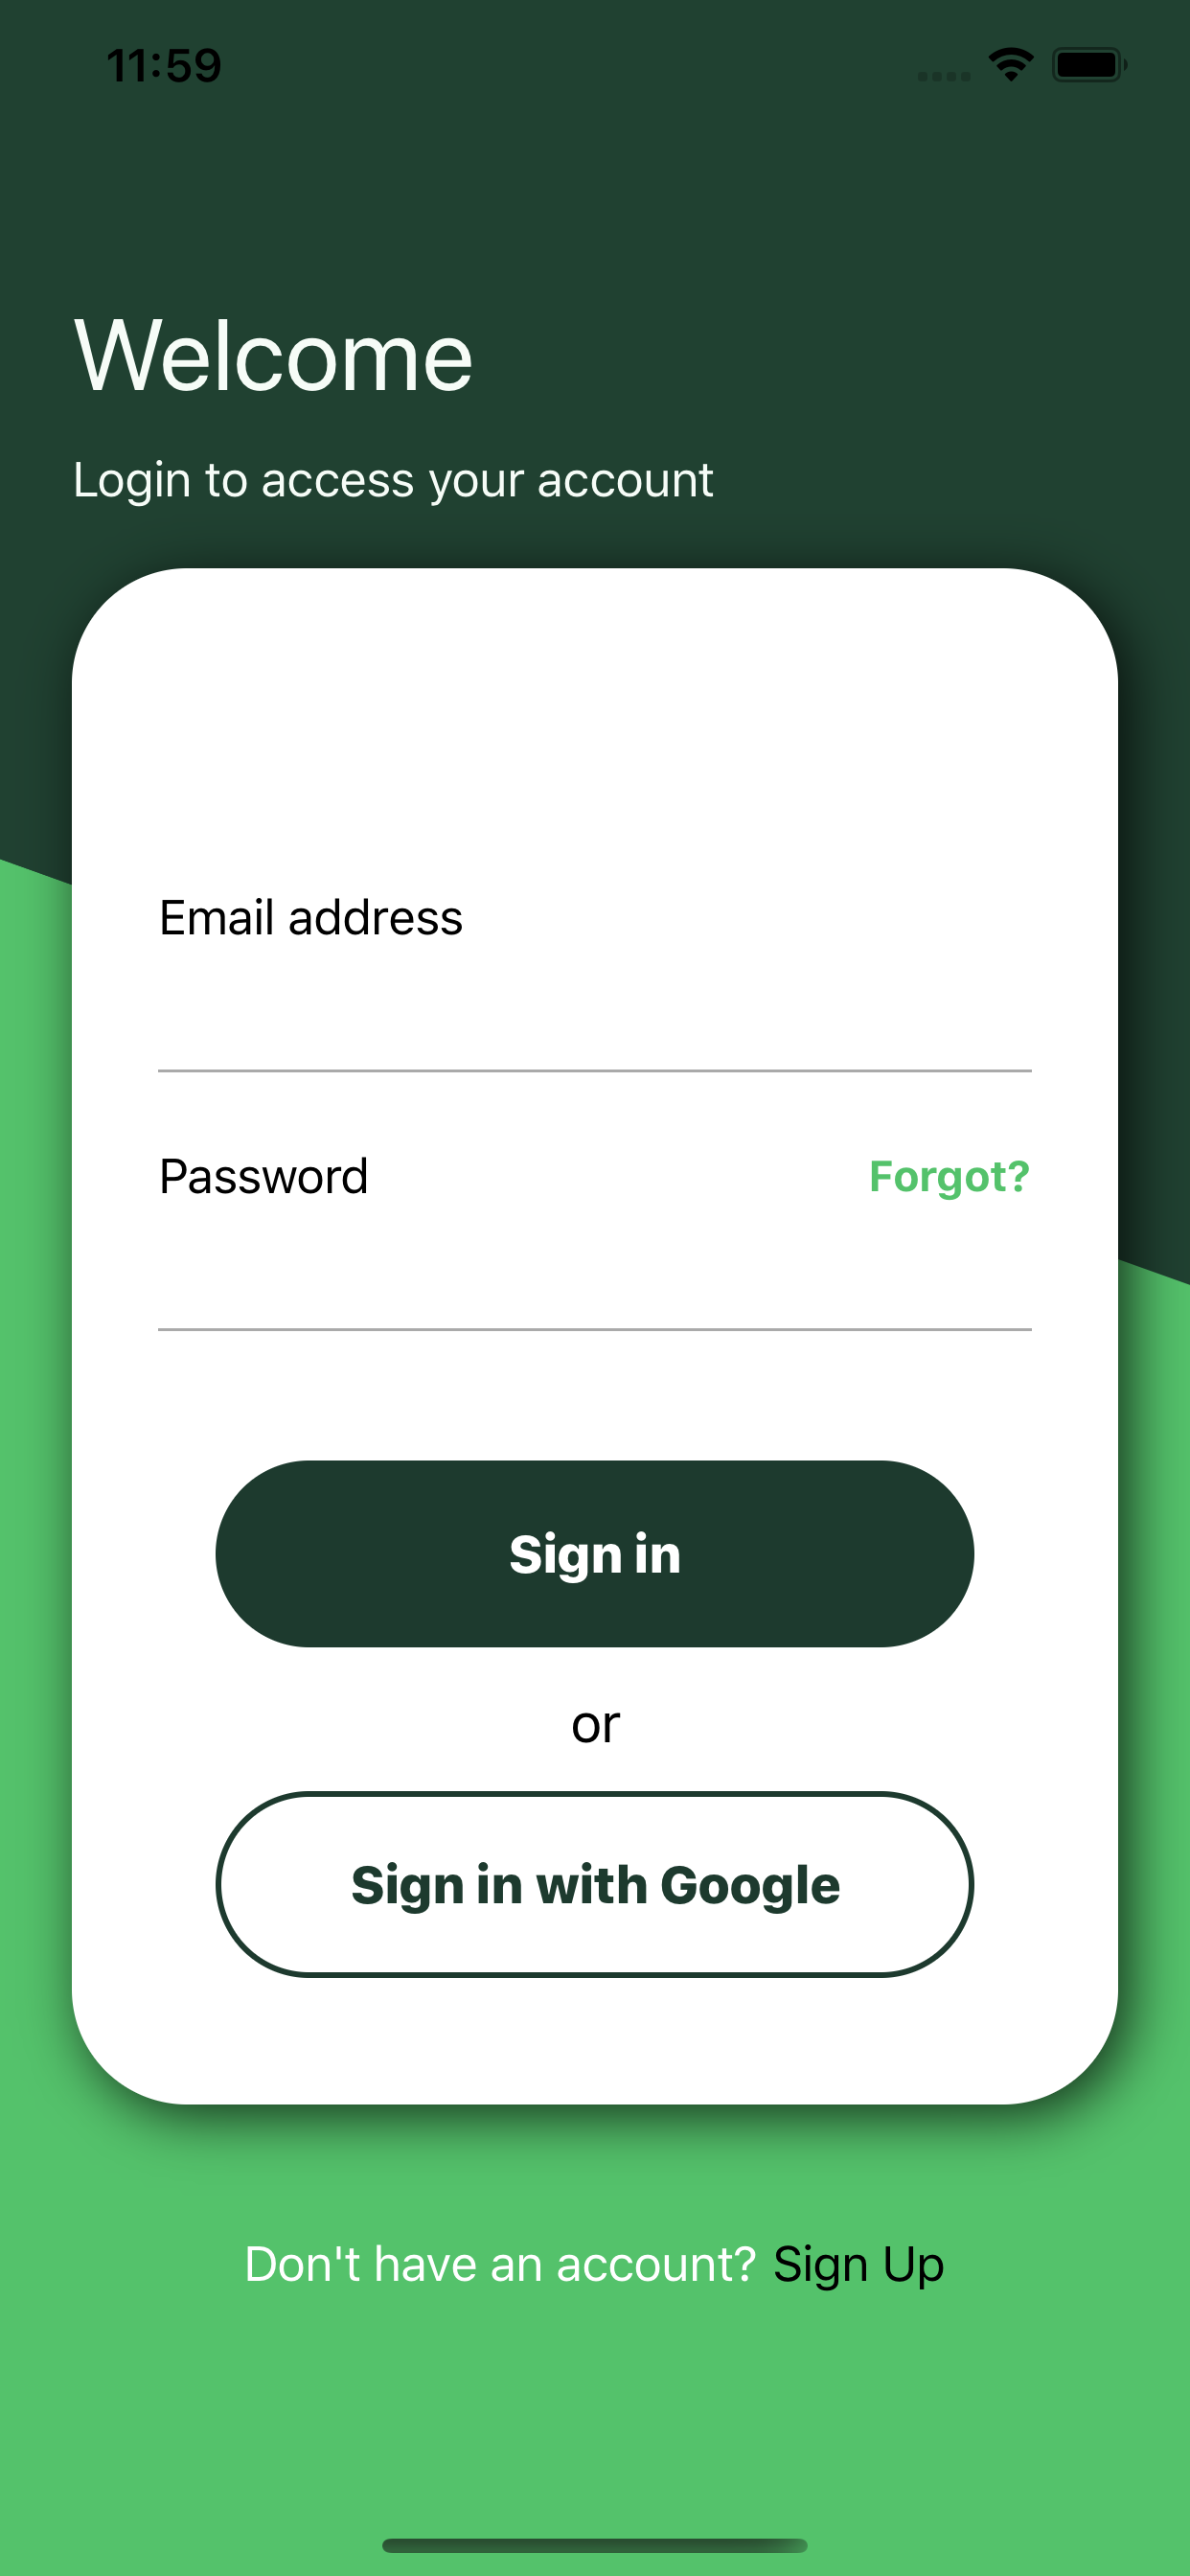 11:59
Welcome
Login to access your account
Email address
Password Forgot?
Sign in
or
Sign in with Google
Don't have an account? Sign Up